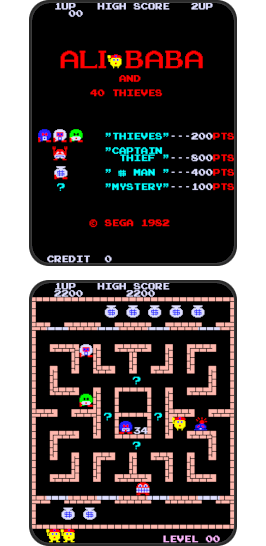 1UP HIGH SCORE 2UP
00
ALI BABA
AND
40 THIEVES
"THIEVES"---200PTS
"CAPTAIN
THIEF "---800PTS
" $ MAN "---400PTS
? "MYSTERY"---100PTS
© SEGA 1982
CREDIT 0
1UP HIGH SCORE
2200 2200
?
? ?
34
?
LEVEL 00